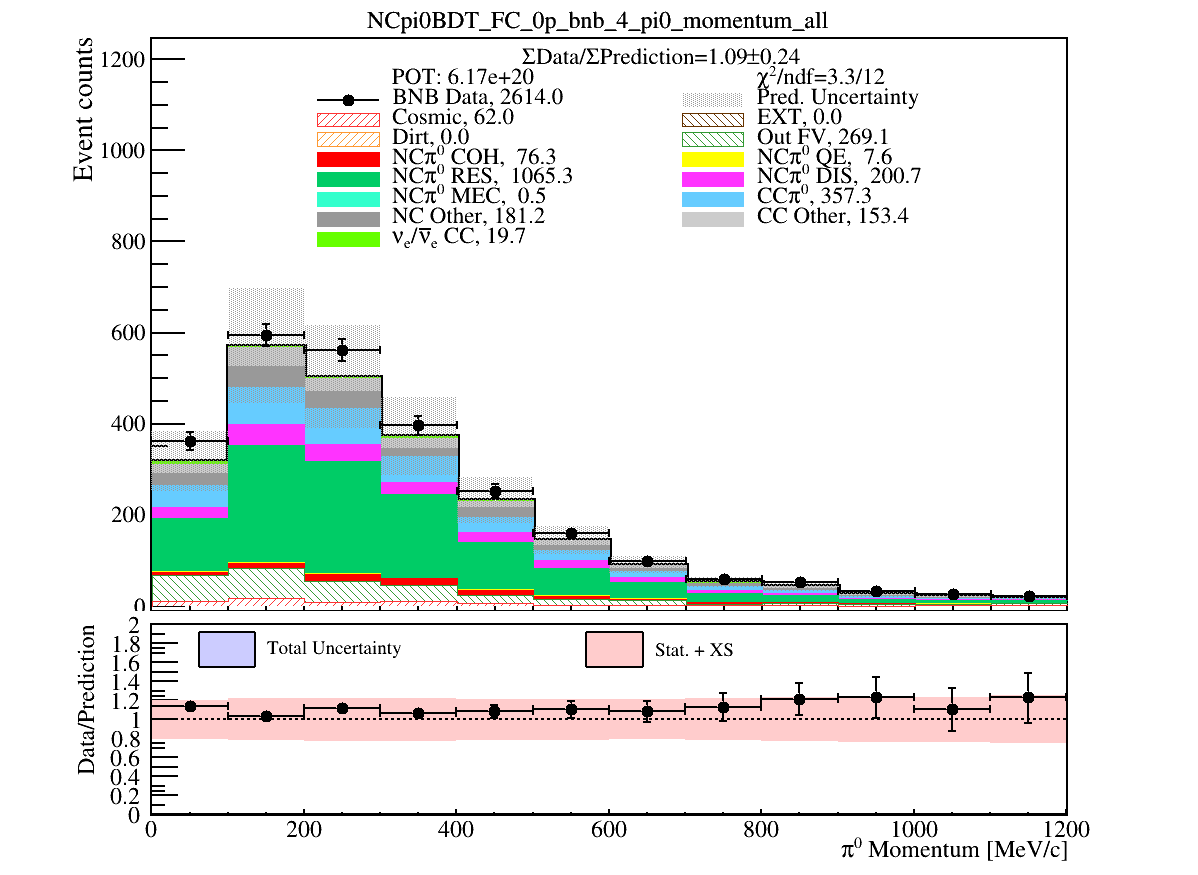 NCpi0BDT_FC_0p_bnb_4_pi0_momentum_all
ΣData/ΣPrediction=1.09±0.24
POT: 6.17e+20
χ²/ndf=3.3/12
BNB Data, 2614.0
Pred. Uncertainty
Cosmic, 62.0
EXT, 0.0
Dirt, 0.0
Out FV, 269.1
NCπ⁰ COH, 76.3
NCπ⁰ QE, 7.6
NCπ⁰ RES, 1065.3
NCπ⁰ DIS, 200.7
NCπ⁰ MEC, 0.5
CCπ⁰, 357.3
NC Other, 181.2
CC Other, 153.4
νₑ/ν̅ₑ CC, 19.7
Event counts
1200
1000
800
600
400
200
0
Total Uncertainty
Stat. + XS
Data/Prediction
2
1.8
1.6
1.4
1.2
1
0.8
0.6
0.4
0.2
0
0 200 400 600 800 1000 1200
π⁰ Momentum [MeV/c]